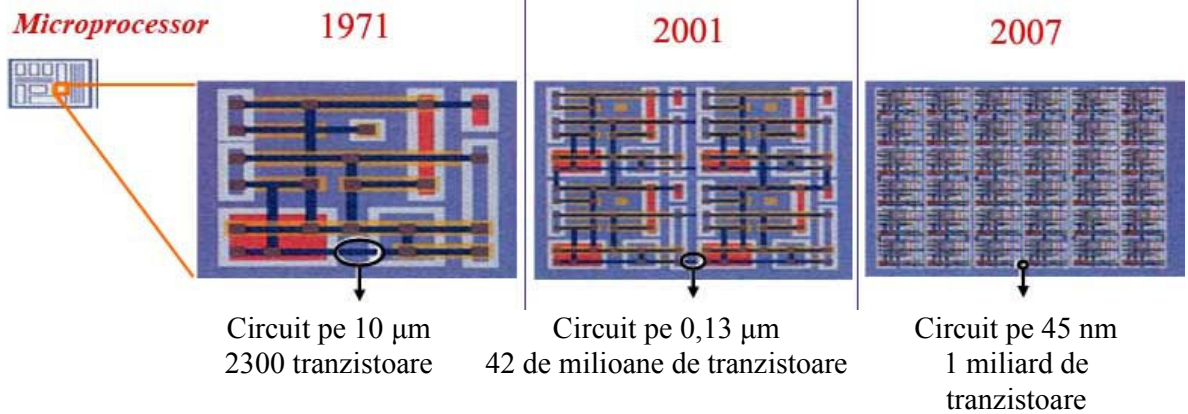 Microprocessor
1971
2001
2007
Circuit pe 10 μm
2300 tranzistoare
Circuit pe 0,13 μm
42 de milioane de tranzistoare
Circuit pe 45 nm
1 miliard de
tranzistoare